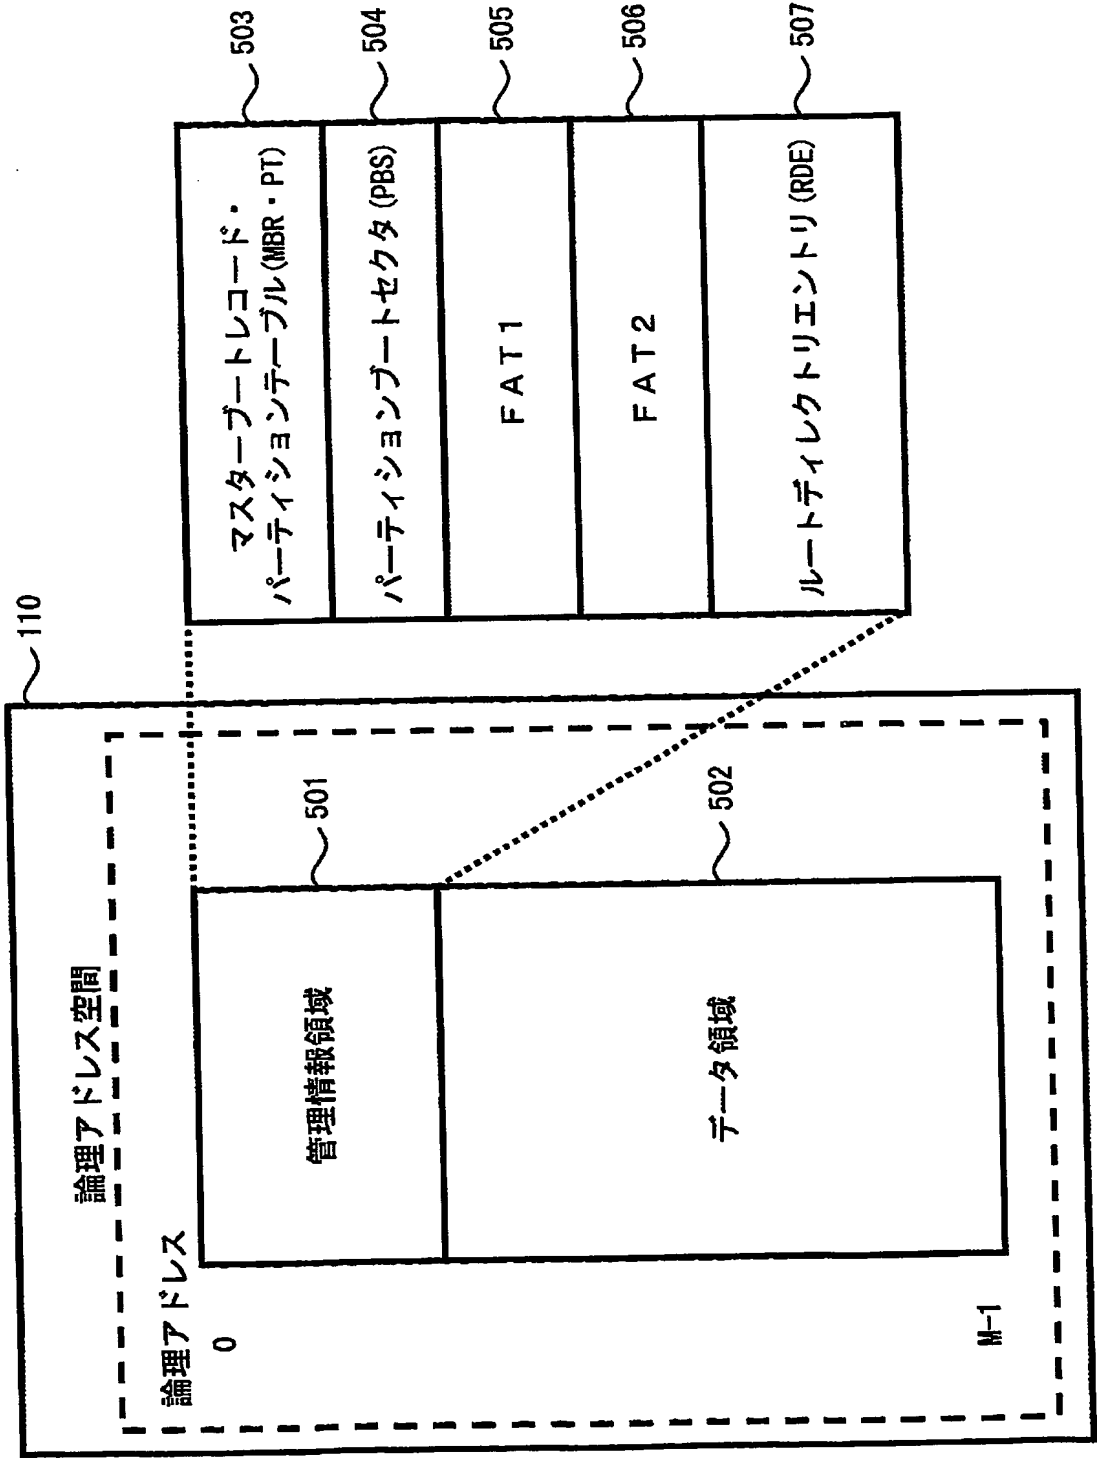 110
論理アドレス空間
論理アドレス
0
M-1
管理情報領域
501
データ領域
502
マスターブートレコード・
パーティションテーブル(MBR・PT)
503
パーティションブートセクタ(PBS)
504
FAT1
505
FAT2
506
ルートディレクトリエントリ(RDE)
507